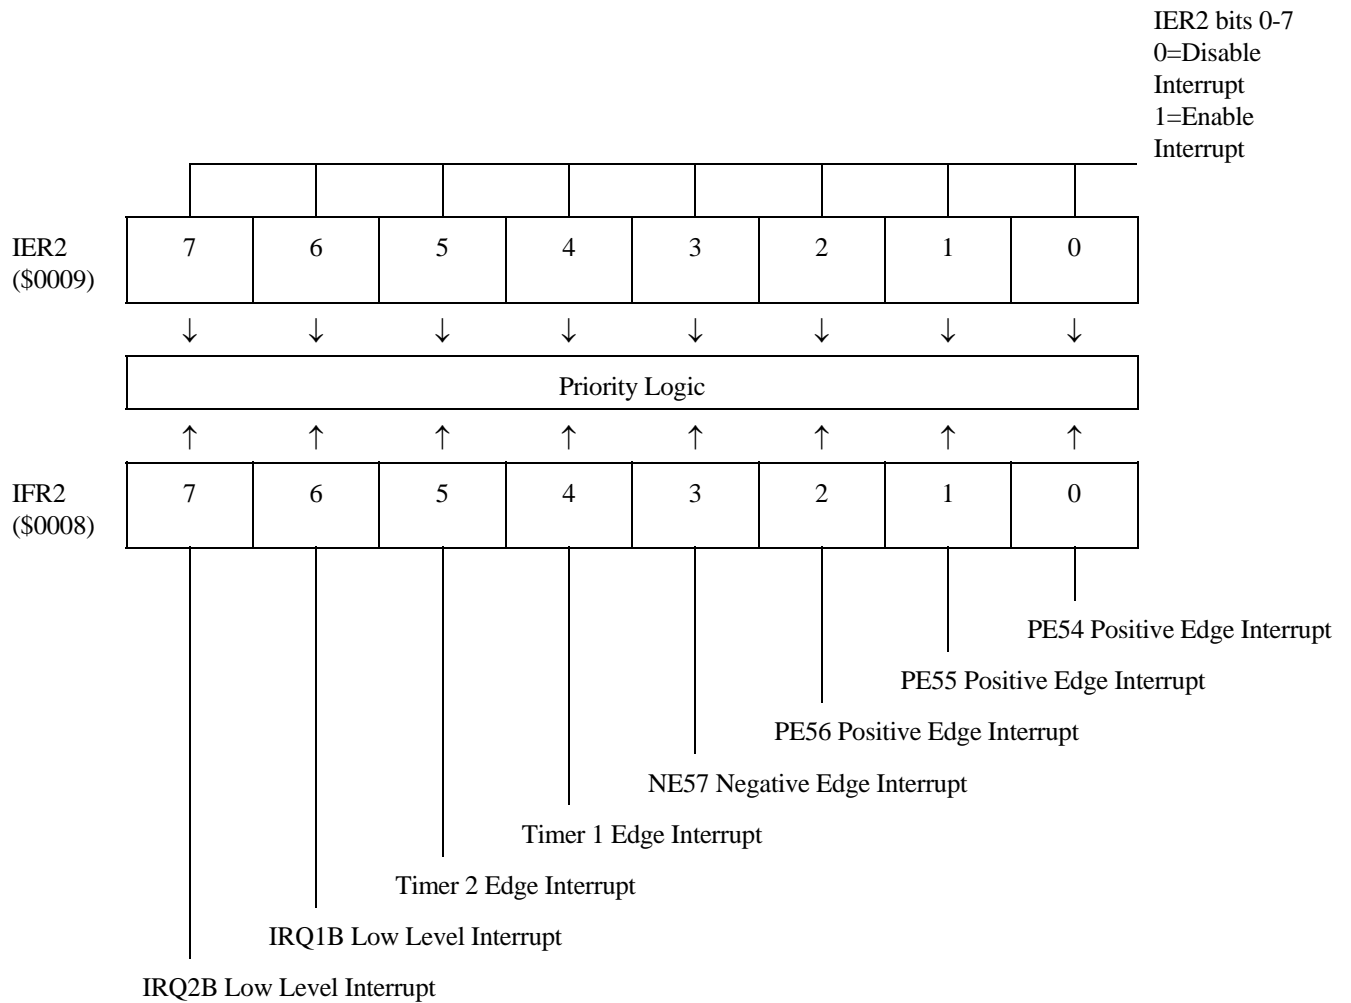 IER2 bits 0-7
0=Disable
Interrupt
1=Enable
Interrupt
IER2
($0009)
7 6 5 4 3 2 1 0
Priority Logic
IFR2
($0008)
7 6 5 4 3 2 1 0
PE54 Positive Edge Interrupt
PE55 Positive Edge Interrupt
PE56 Positive Edge Interrupt
NE57 Negative Edge Interrupt
Timer 1 Edge Interrupt
Timer 2 Edge Interrupt
IRQ1B Low Level Interrupt
IRQ2B Low Level Interrupt